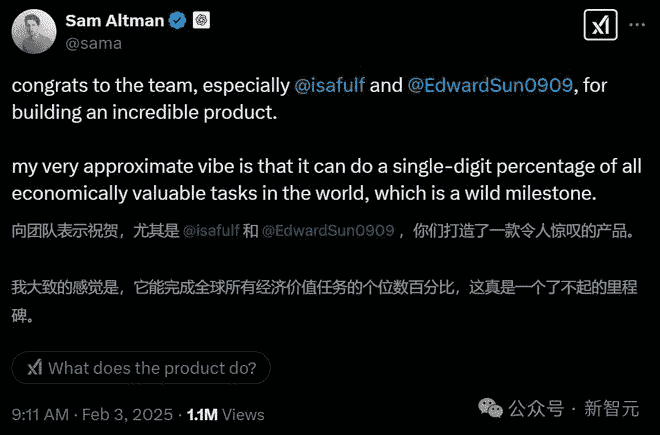 Sam Altman
@sama
congrats to the team, especially @isafulf and @EdwardSun0909, for
building an incredible product.
my very approximate vibe is that it can do a single-digit percentage of all
economically valuable tasks in the world, which is a wild milestone.
向团队表示祝贺，尤其是 @isafulf 和 @EdwardSun0909 ，你们打造了一款令人惊叹的产品。
我大致的感觉是，它能完成全球所有经济价值任务的个位数百分比，这真是一个了不起的里程
碑。
What does the product do?
9:11 AM · Feb 3, 2025 · 1.1M Views
公众号 · 新智元